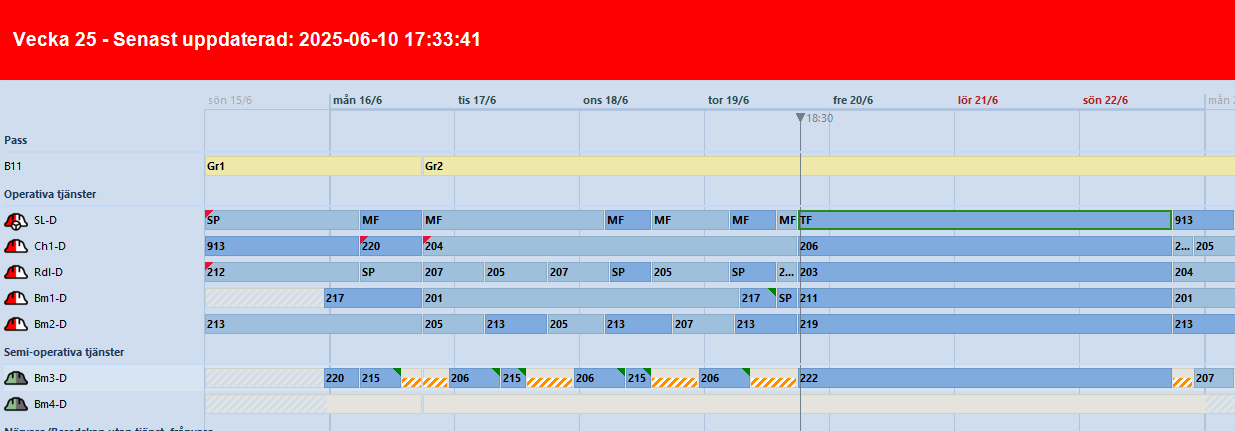 Vecka 25 - Senast uppdaterad: 2025-06-10 17:33:41
sön 15/6 mån 16/6 tis 17/6 ons 18/6 tor 19/6 fre 20/6 lör 21/6 sön 22/6 mån
18:30
Pass
B11 Gr1 Gr2
Operativa tjänster
SL-D SP MF MF MF MF MF MF TF 913
Ch1-D 913 220 204 206 2... 205
Rdl-D 212 SP 207 205 207 SP 205 SP 2... 203 204
Bm1-D 217 201 217 SP 211 201
Bm2-D 213 205 213 205 213 207 213 219 213
Semi-operativa tjänster
Bm3-D 220 215 206 215 206 215 206 222 207
Bm4-D